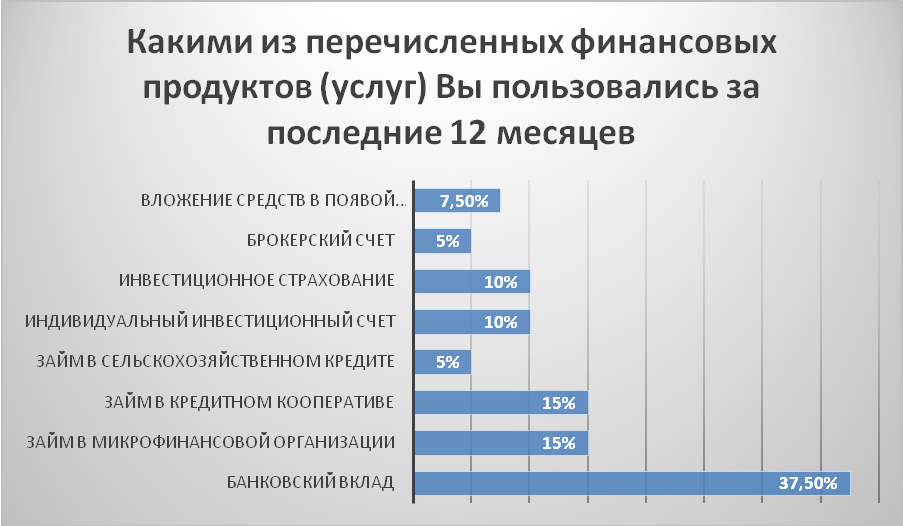 Какими из перечисленных финансовых
продуктов (услуг) Вы пользовались за
последние 12 месяцев
ВЛОЖЕНИЕ СРЕДСТВ В ПОЯВОЙ... 7,50%
БРОКЕРСКИЙ СЧЕТ 5%
ИНВЕСТИЦИОННОЕ СТРАХОВАНИЕ 10%
ИНДИВИДУАЛЬНЫЙ ИНВЕСТИЦИОННЫЙ СЧЕТ 10%
ЗАЙМ В СЕЛЬСКОХОЗЯЙСТВЕННОМ КРЕДИТЕ 5%
ЗАЙМ В КРЕДИТНОМ КООПЕРАТИВЕ 15%
ЗАЙМ В МИКРОФИНАНСОВОЙ ОРГАНИЗАЦИИ 15%
БАНКОВСКИЙ ВКЛАД 37,50%